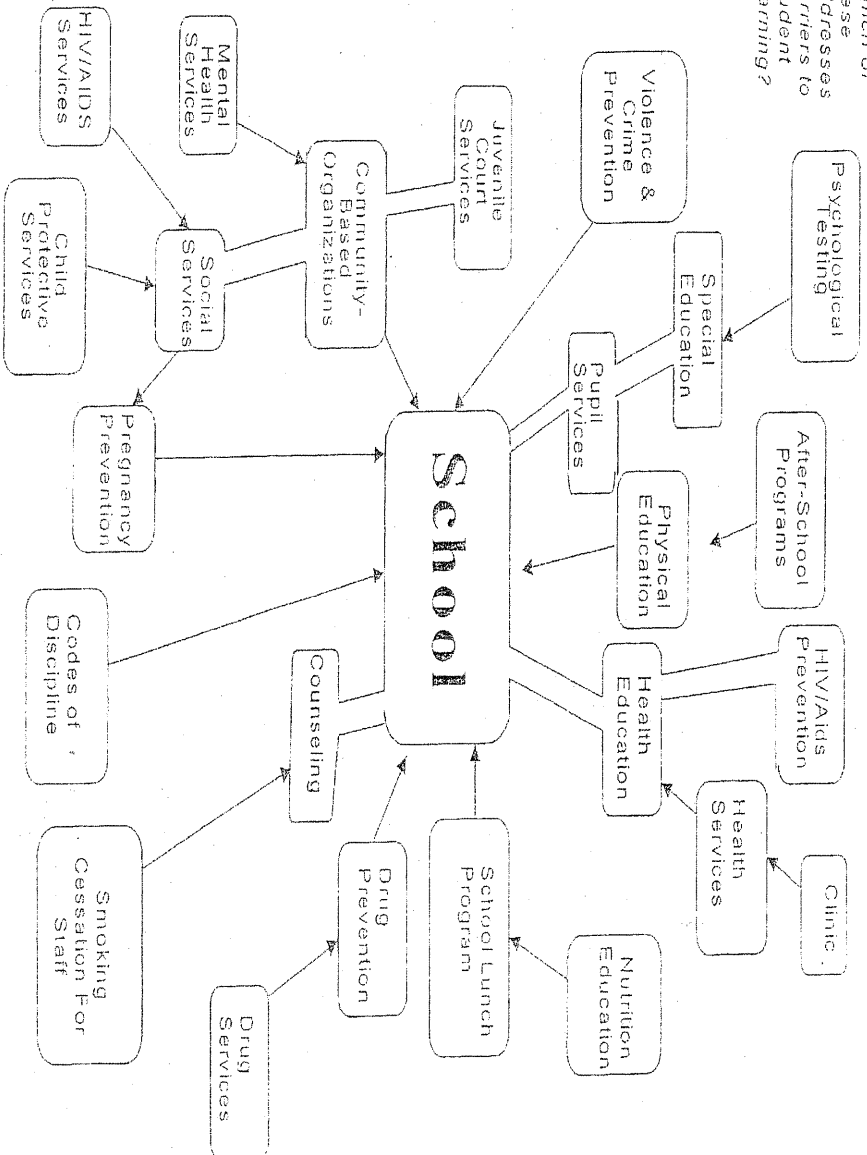 Psychological
Testing
After-School
Programs
HIV/Aids
Prevention
Clinic
Special
Education
Health
Services
Nutrition
Education
Pupil
Services
Physical
Education
Health
Education
Violence &
Crime
Prevention
School Lunch
Program
Juvenile
Court
Services
School
Drug
Prevention
Drug
Services
Community-
Based
Organizations
Counseling
Mental
Health
Services
Social
Services
Pregnancy
Prevention
Codes of
Discipline
Smoking
Cessation For
Staff
HIV/AIDS
Services
Child
Protective
Services
of
ese
dresses
rriers to
udent
arning?